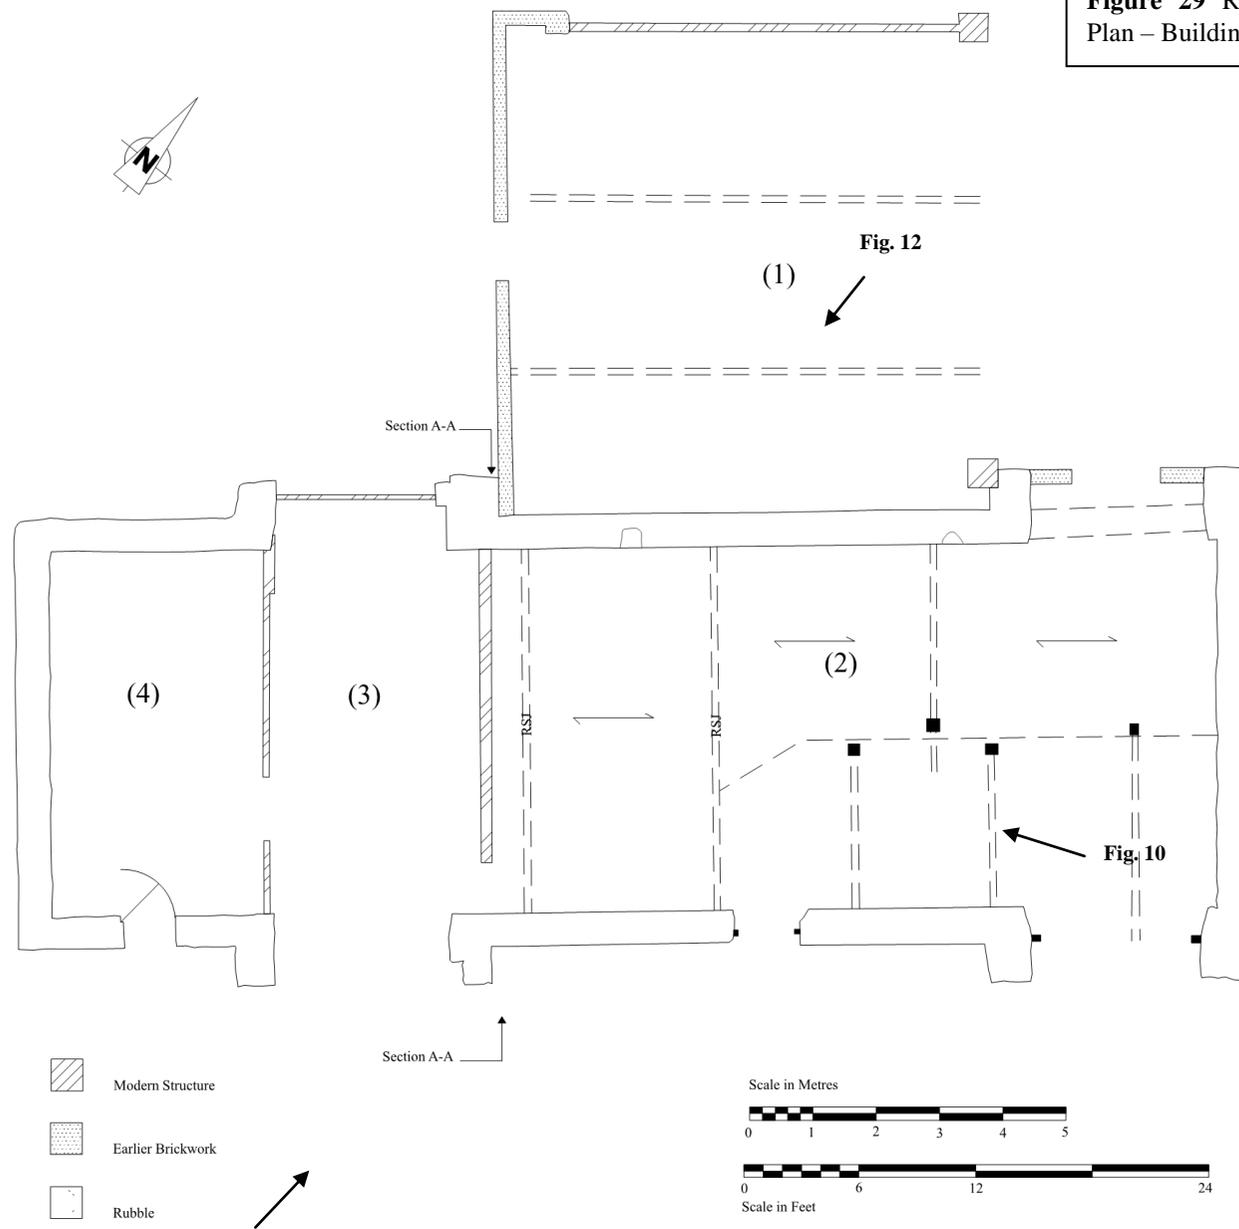 Figure 29
Plan – Buildin
N
Fig. 12
(1)
Section A-A
(2)
(4)
(3)
RSJ
RSJ
Fig. 10
Section A-A
Modern Structure
Earlier Brickwork
Rubble
Scale in Metres
0 1 2 3 4 5
0 6 12 24
Scale in Feet